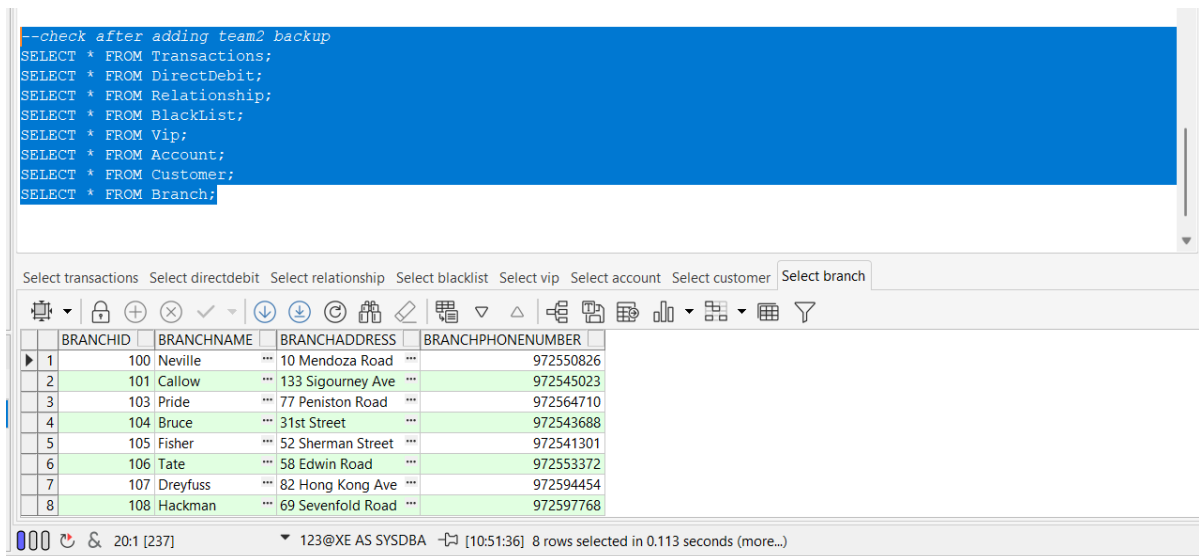 --check after adding team2 backup
SELECT * FROM Transactions;
SELECT * FROM DirectDebit;
SELECT * FROM Relationship;
SELECT * FROM BlackList;
SELECT * FROM Vip;
SELECT * FROM Account;
SELECT * FROM Customer;
SELECT * FROM Branch;
Select transactions Select directdebit Select relationship Select blacklist Select vip Select account Select customer Select branch
BRANCHID BRANCHNAME BRANCHADDRESS BRANCHPHONENUMBER
1 100 Neville ... 10 Mendoza Road ... 972550826
2 101 Callow ... 133 Sigourney Ave ... 972545023
3 103 Pride ... 77 Peniston Road ... 972564710
4 104 Bruce ... 31st Street ... 972543688
5 105 Fisher ... 52 Sherman Street ... 972541301
6 106 Tate ... 58 Edwin Road ... 972553372
7 107 Dreyfuss ... 82 Hong Kong Ave ... 972594454
8 108 Hackman ... 69 Sevenfold Road ... 972597768
& 20:1 [237] 123@XE AS SYSDBA [10:51:36] 8 rows selected in 0.113 seconds (more...)